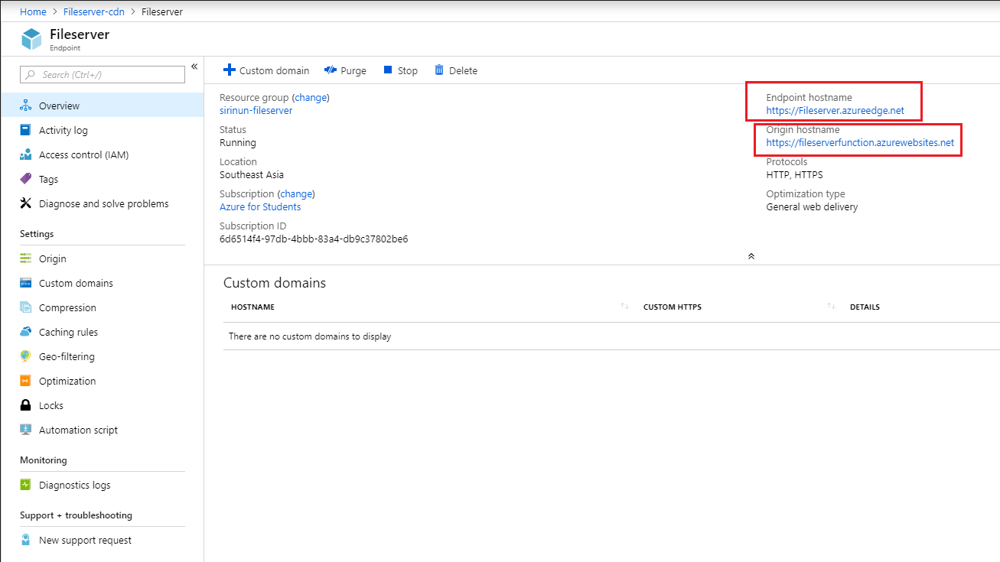 Home > Fileserver-cdn > Fileserver
Fileserver
Endpoint
Search (Ctrl+/)
«
Overview
Activity log
Access control (IAM)
Tags
Diagnose and solve problems
Settings
Origin
Custom domains
Compression
Caching rules
Geo-filtering
Optimization
Locks
Automation script
Monitoring
Diagnostics logs
Support + troubleshooting
New support request
Custom domain Purge Stop Delete
Resource group (change)
sirinun-fileserver
Status
Running
Location
Southeast Asia
Subscription (change)
Azure for Students
Subscription ID
6d6514f4-97db-4bbb-83a4-db9c37802be6
Endpoint hostname
https://Fileserver.azureedge.net
Origin hostname
https://fileserverfunction.azurewebsites.net
Protocols
HTTP, HTTPS
Optimization type
General web delivery
Custom domains
HOSTNAME CUSTOM HTTPS DETAILS
There are no custom domains to display